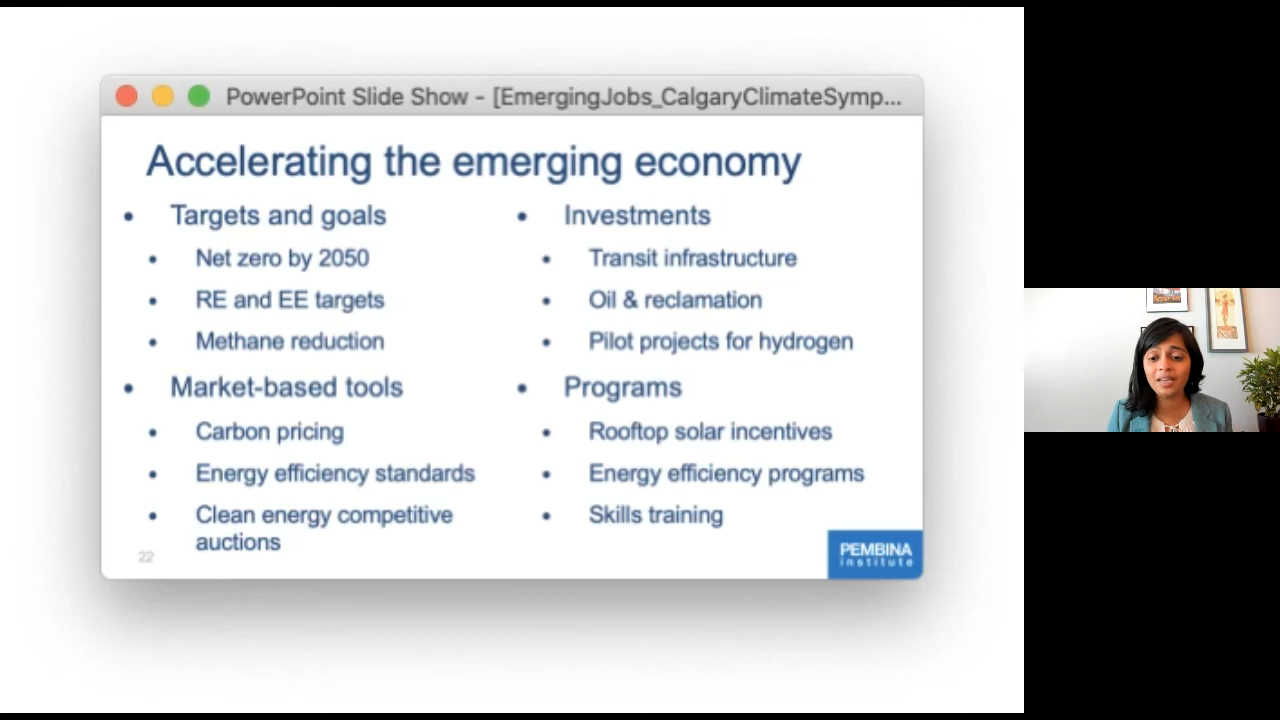 PowerPoint Slide Show - [EmergingJobs_CalgaryClimateSymp...
Accelerating the emerging economy
• Targets and goals
• Net zero by 2050
• RE and EE targets
• Methane reduction
• Market-based tools
• Carbon pricing
• Energy efficiency standards
• Clean energy competitive
auctions
• Investments
• Transit infrastructure
• Oil & reclamation
• Pilot projects for hydrogen
• Programs
• Rooftop solar incentives
• Energy efficiency programs
• Skills training
22
PEMBINA
institute